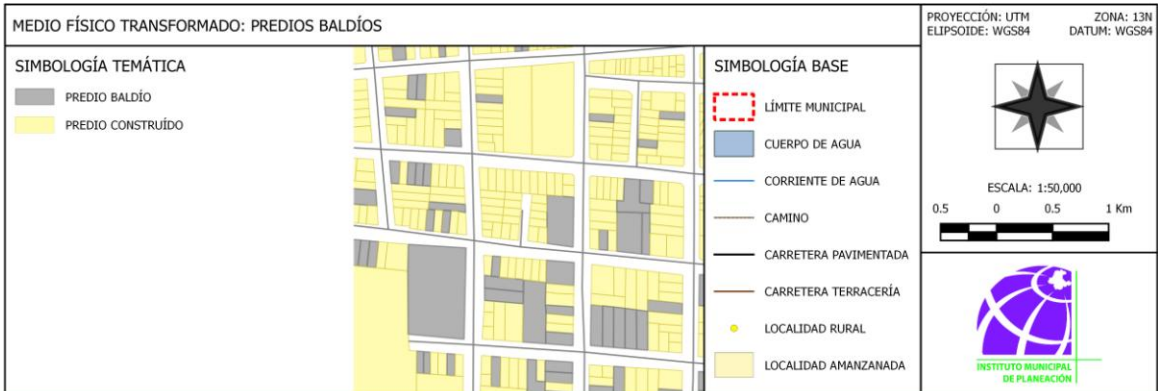 MEDIO FÍSICO TRANSFORMADO: PREDIOS BALDÍOS
SIMBOLOGÍA TEMÁTICA
PREDIO BALDÍO
PREDIO CONSTRUÍDO
SIMBOLOGÍA BASE
LÍMITE MUNICIPAL
CUERPO DE AGUA
CORRIENTE DE AGUA
CAMINO
CARRETERA PAVIMENTADA
CARRETERA TERRACERÍA
LOCALIDAD RURAL
LOCALIDAD AMANZANADA
PROYECCIÓN: UTM ZONA: 13N
ELIPSOIDE: WGS84 DATUM: WGS84
ESCALA: 1:50,000
0.5 0 0.5 1 Km
INSTITUTO MUNICIPAL
DE PLANEACIÓN